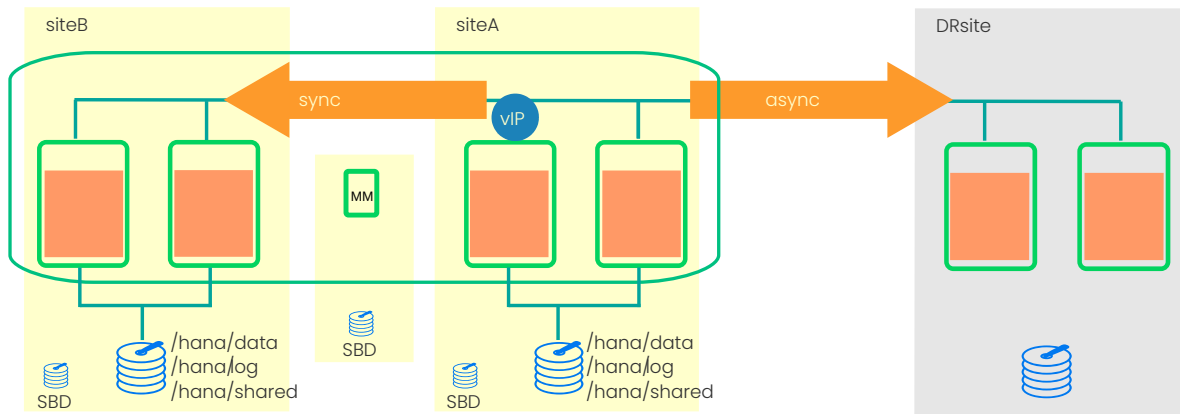 siteB
siteA
DRsite
sync
async
vIP
MM
/hana/data
/hana/log
/hana/shared
SBD
SBD
/hana/data
/hana/log
/hana/shared
SBD